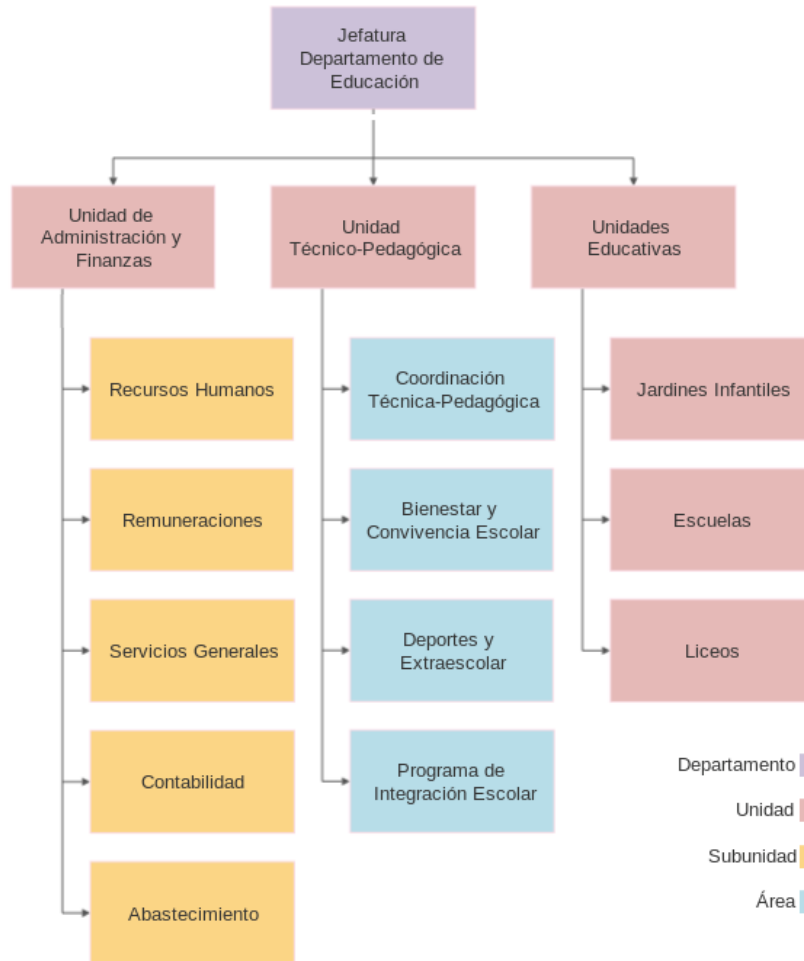 Jefatura
Departamento de
Educación
Unidad de
Administración y
Finanzas
Unidad
Técnico-Pedagógica
Unidades
Educativas
Recursos Humanos
Coordinación
Técnica-Pedagógica
Jardines Infantiles
Remuneraciones
Bienestar y
Convivencia Escolar
Escuelas
Servicios Generales
Deportes y
Extraescolar
Liceos
Contabilidad
Programa de
Integración Escolar
Abastecimiento
Departamento
Unidad
Subunidad
Área